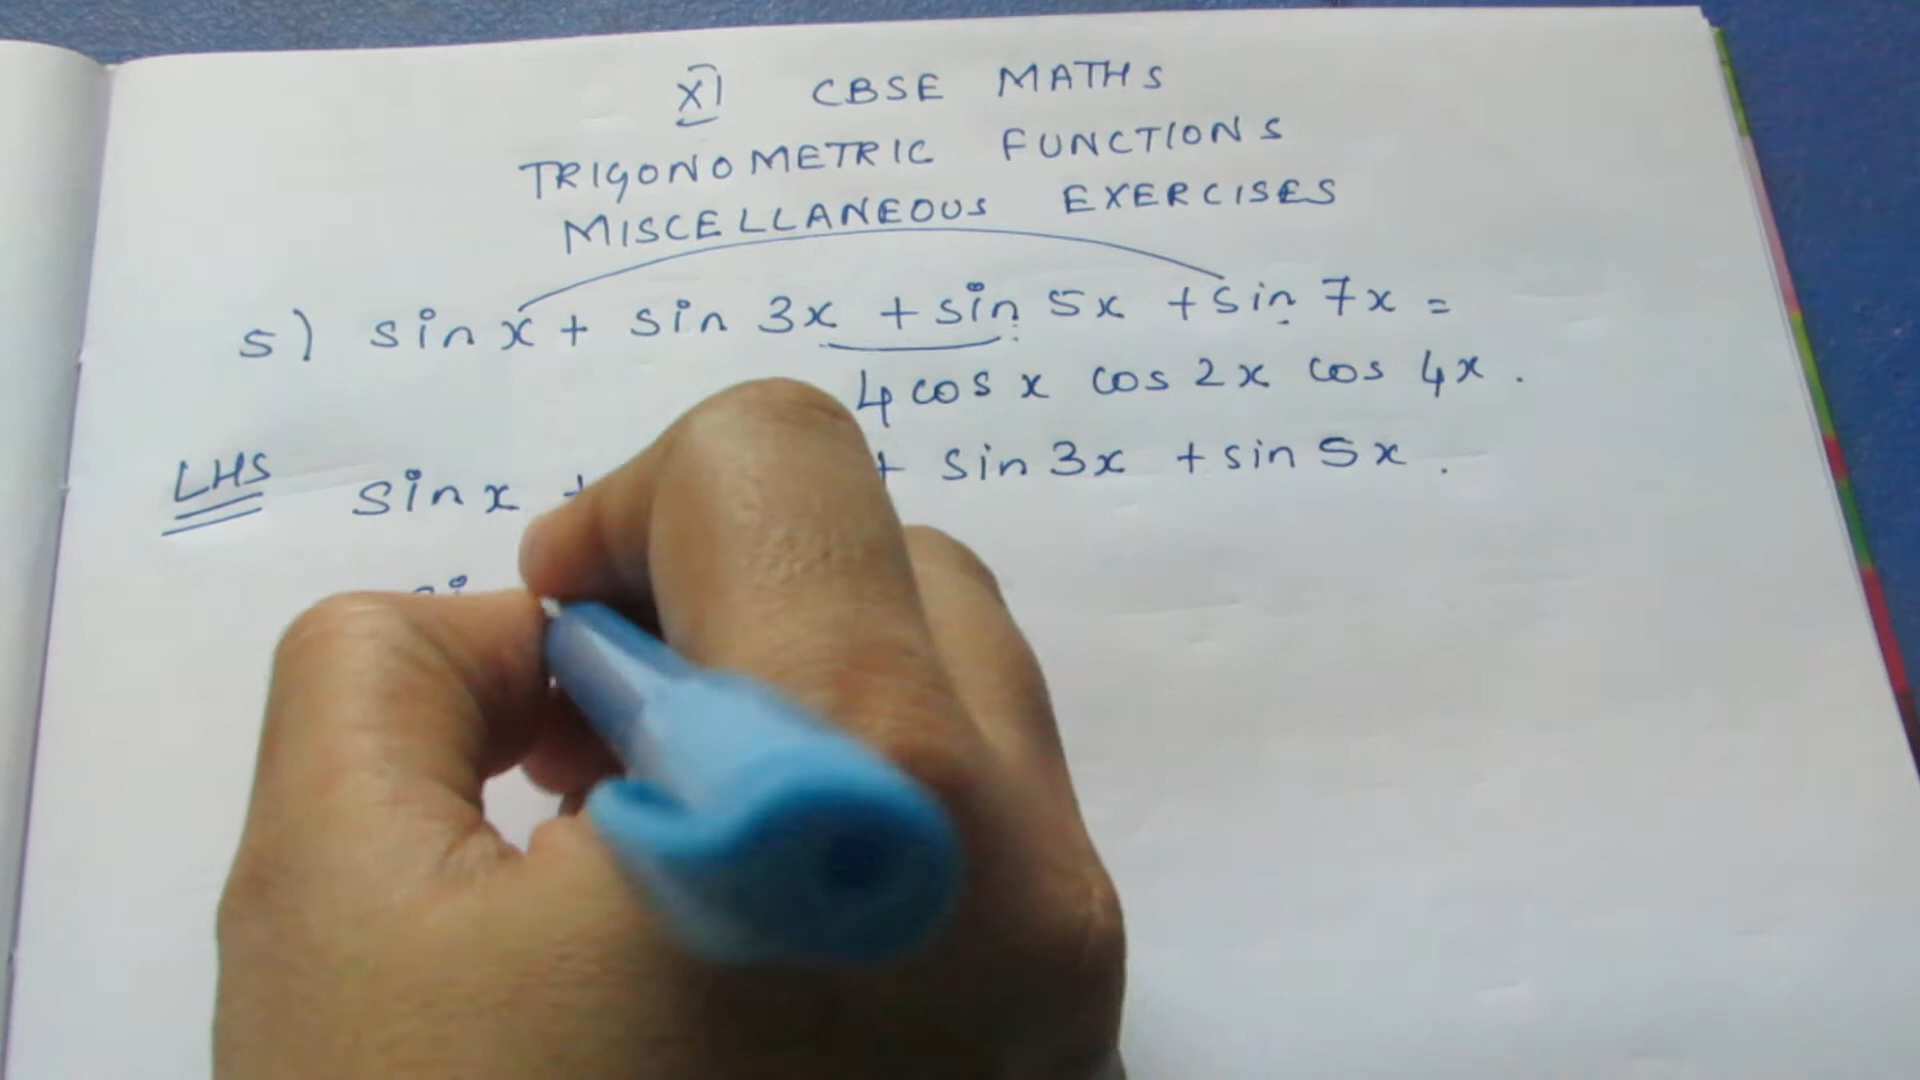 XI CBSE MATHS
TRIGONOMETRIC FUNCTIONS
MISCELLANEOUS EXERCISES
5) sin x + sin 3x + sin 5x + sin 7x =
4 cos x cos 2x cos 4x .
LHS sin x + + sin 3x + sin 5x .